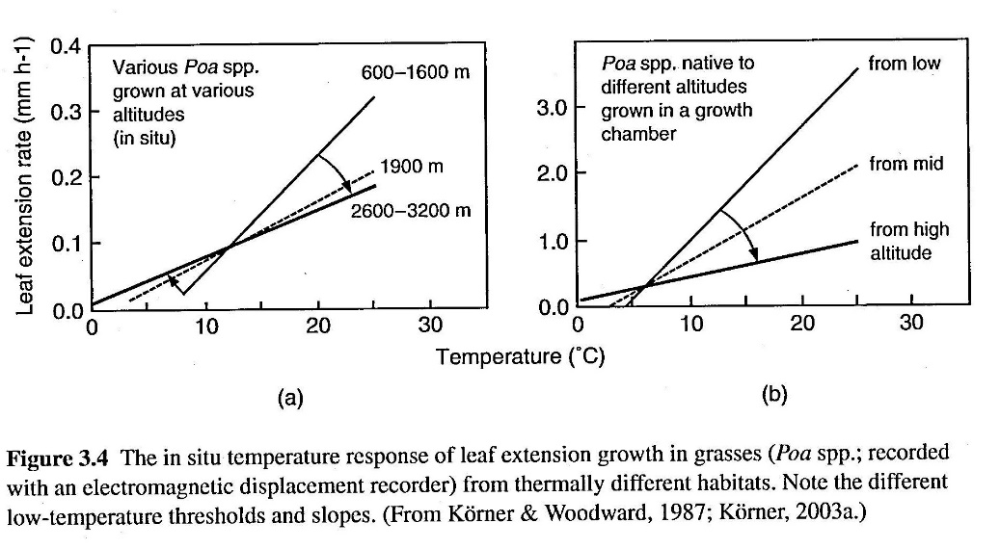 Leaf extension rate (mm h-1)
0.4
0.3
0.2
0.1
0.0
Various Poa spp.
grown at various
altitudes
(in situ)
600–1600 m
1900 m
2600–3200 m
0
10
20
30
(a)
3.0
2.0
1.0
0.0
Poa spp. native to
different altitudes
grown in a growth
chamber
from low
from mid
from high
altitude
0
10
20
30
(b)
Temperature (°C)
Figure 3.4 The in situ temperature response of leaf extension growth in grasses (Poa spp.; recorded
with an electromagnetic displacement recorder) from thermally different habitats. Note the different
low-temperature thresholds and slopes. (From Körner & Woodward, 1987; Körner, 2003a.)